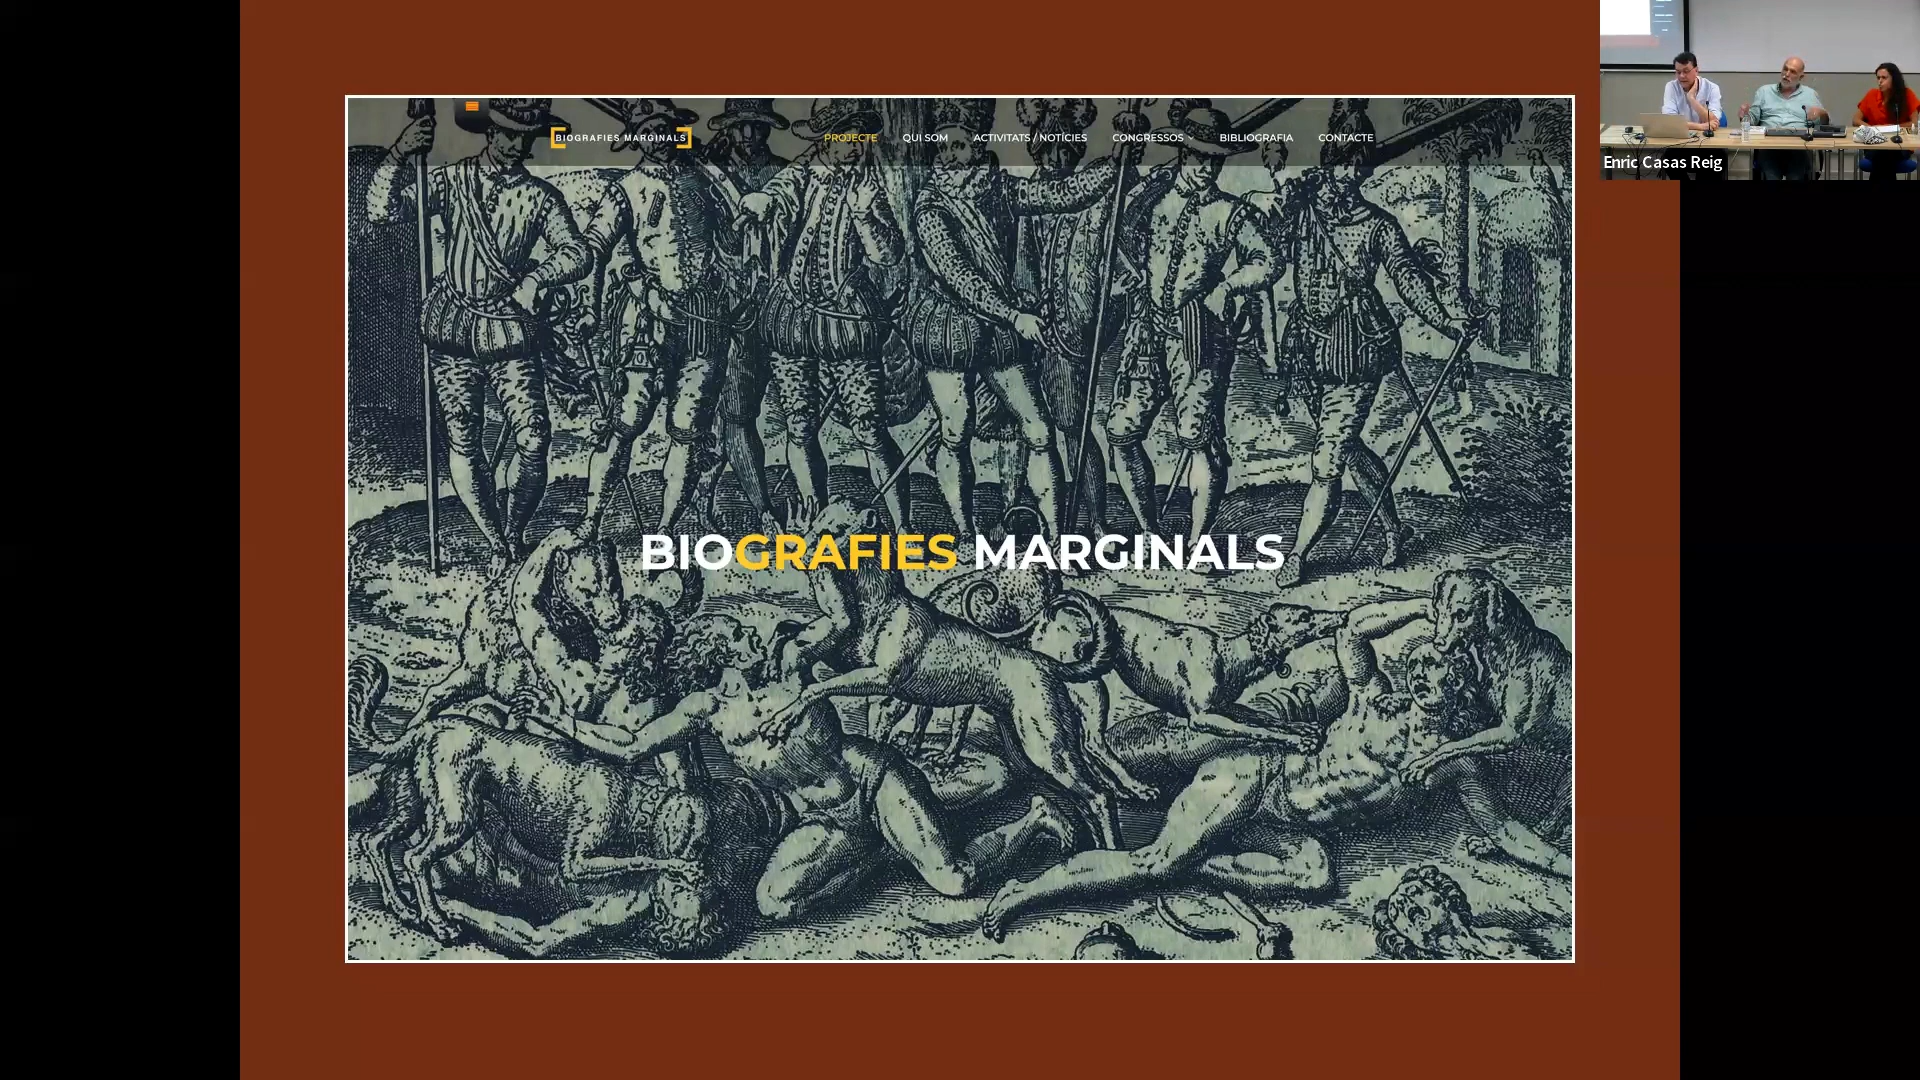 BIOGRAFIES MARGINALS
PROJECTE QUI SOM ACTIVITATS / NOTÍCIES CONGRESSOS BIBLIOGRAFIA CONTACTE
Enric Casas Reig
BIOGRAFIES MARGINALS